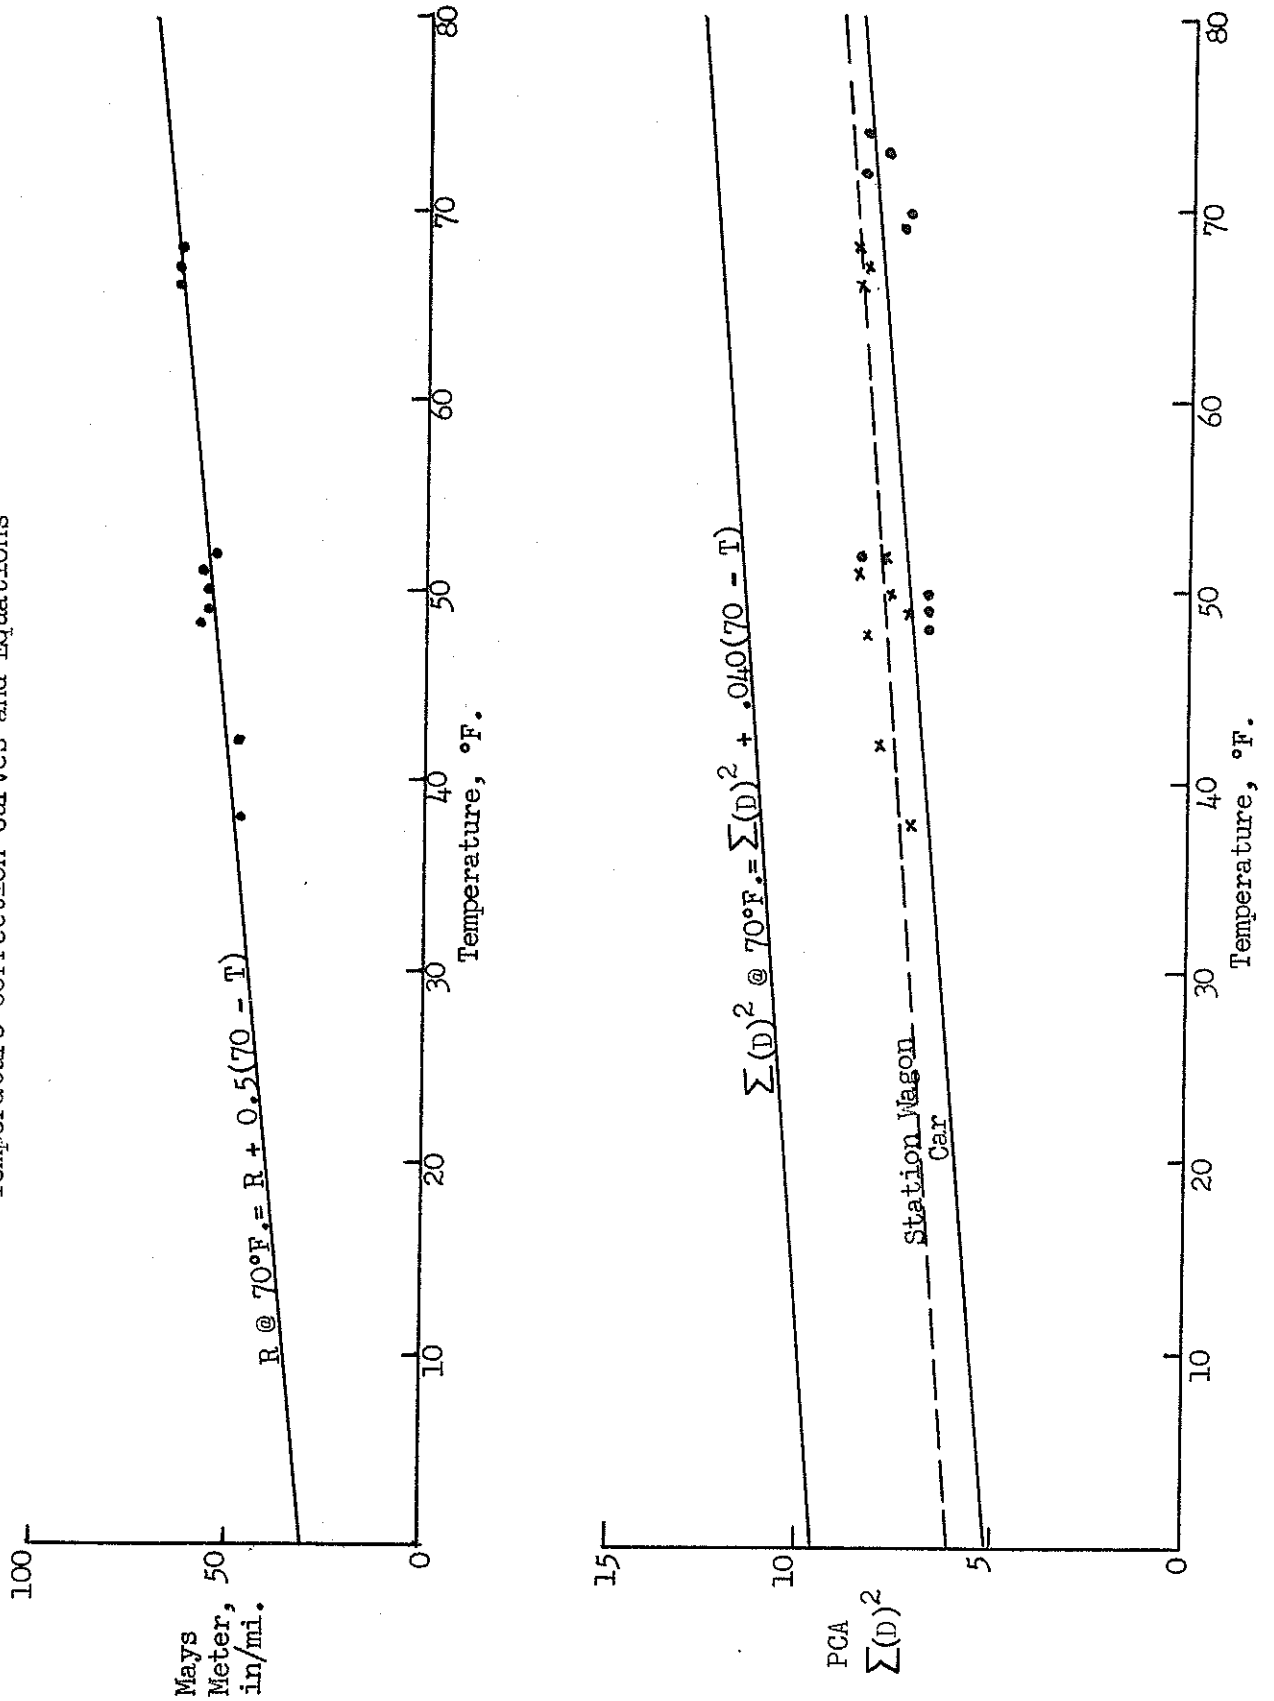 Temperature Correction Curves and Equations
Mays
Meter,
in/mi.
100
50
0
R @ 70°F.= R + 0.5(70 - T)
10
20
30
40
50
60
70
80
Temperature, °F.
PCA
∑(D)²
15
10
5
0
∑(D)² @ 70°F.= ∑(D)² + .040(70 - T)
Station Wagon
Car
10
20
30
40
50
60
70
80
Temperature, °F.